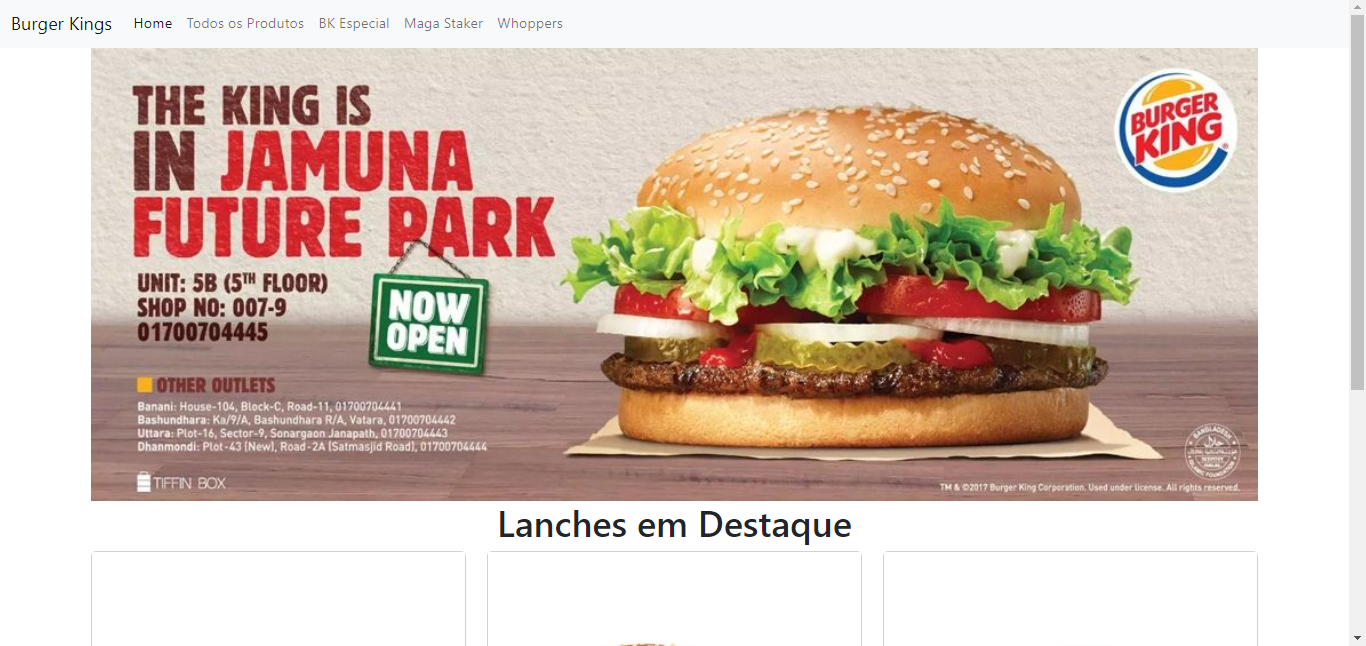 Burger Kings Home Todos os Produtos BK Especial Maga Staker Whoppers
THE KING IS
IN JAMUNA
FUTURE PARK
UNIT: 5B (5TH FLOOR)
SHOP NO: 007-9
01700704445
NOW
OPEN
BURGER
KING
OTHER OUTLETS
Banani: House-104, Block-C, Road-11, 01700704441
Bashundhara: Ka/9/A, Bashundhara R/A, Vatara, 01700704442
Uttara: Plot-16, Sector-9, Sonargaon Janapath, 01700704443
Dhanmondi: Plot-43 (New), Road-2A (Satmasjid Road), 01700704444
TIFFIN BOX
BANGLADESH
حلال
TM & ©2017 Burger King Corporation. Used under license. All rights reserved.
Lanches em Destaque